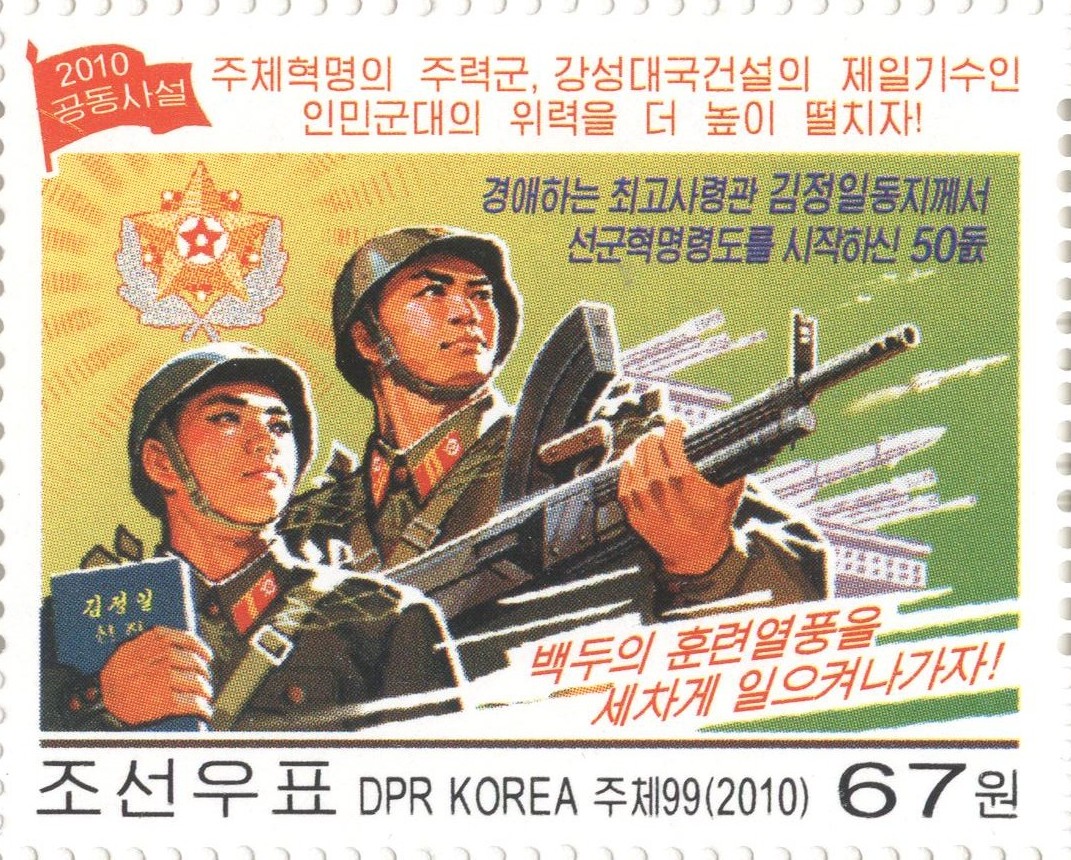 2010
공동사설
주체혁명의 주력군, 강성대국건설의 제일기수인
인민군대의 위력을 더 높이 떨치자!
경애하는 최고사령관 김정일동지께서
선군혁명령도를 시작하신 50돐
김정일
선집
백두의 훈련열풍을
세차게 일으켜나가자!
조선우표 DPR KOREA 주체99(2010) 67원